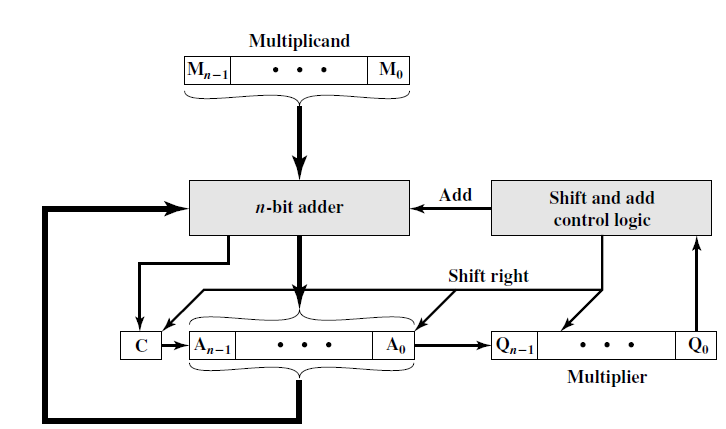 Multiplicand
Mn–1 • • • M0
n-bit adder
Add
Shift and add
control logic
Shift right
C
An–1 • • • A0
Qn–1 • • • Q0
Multiplier